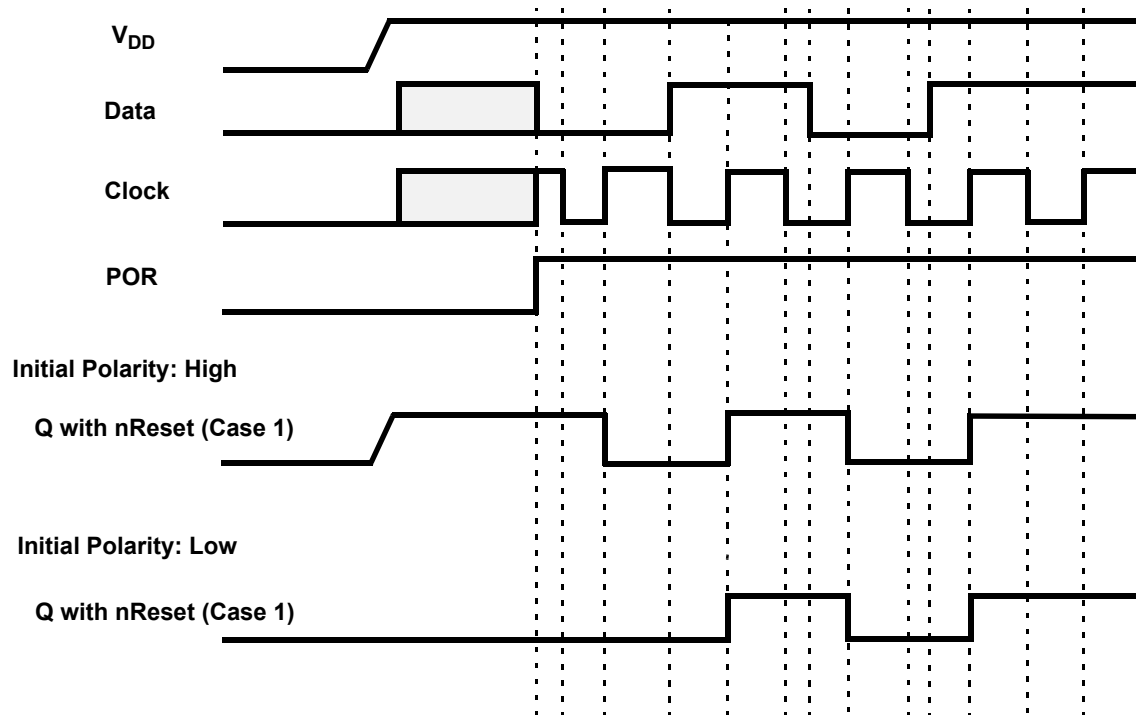 VDD
Data
Clock
POR
Initial Polarity: High
Q with nReset (Case 1)
Initial Polarity: Low
Q with nReset (Case 1)